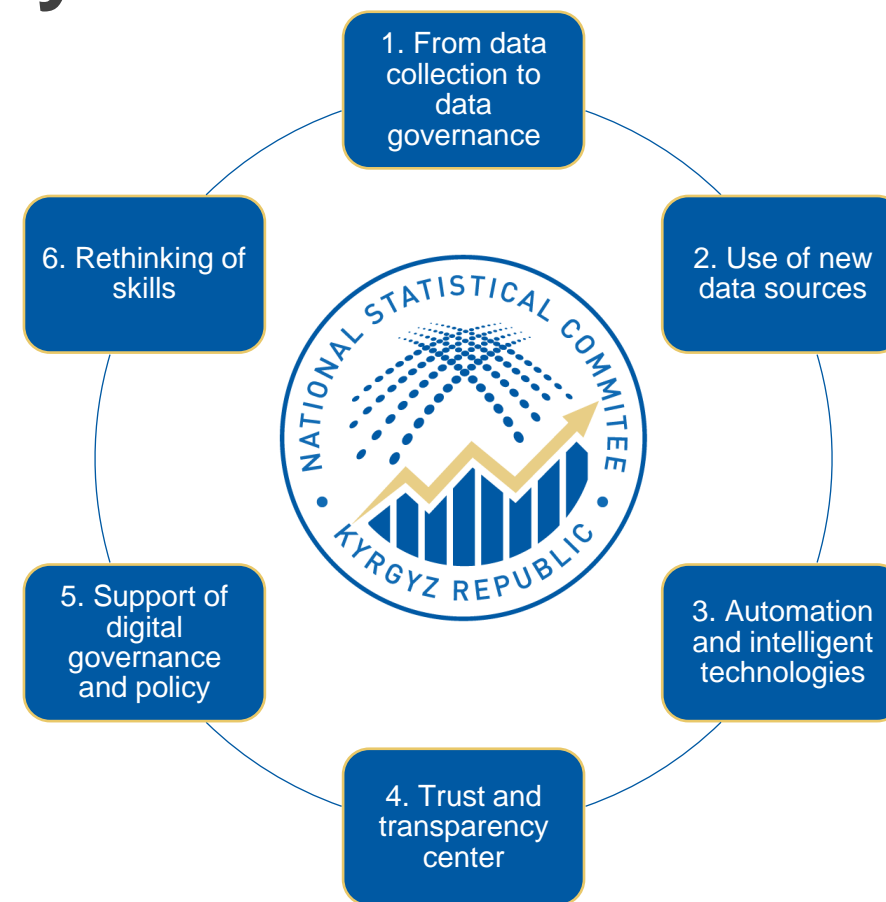 1. From data
collection to
data
governance
2. Use of new
data sources
3. Automation
and intelligent
technologies
4. Trust and
transparency
center
5. Support of
digital
governance
and policy
6. Rethinking of
skills
NATIONAL STATISTICAL COMMITEE
KYRGYZ REPUBLIC